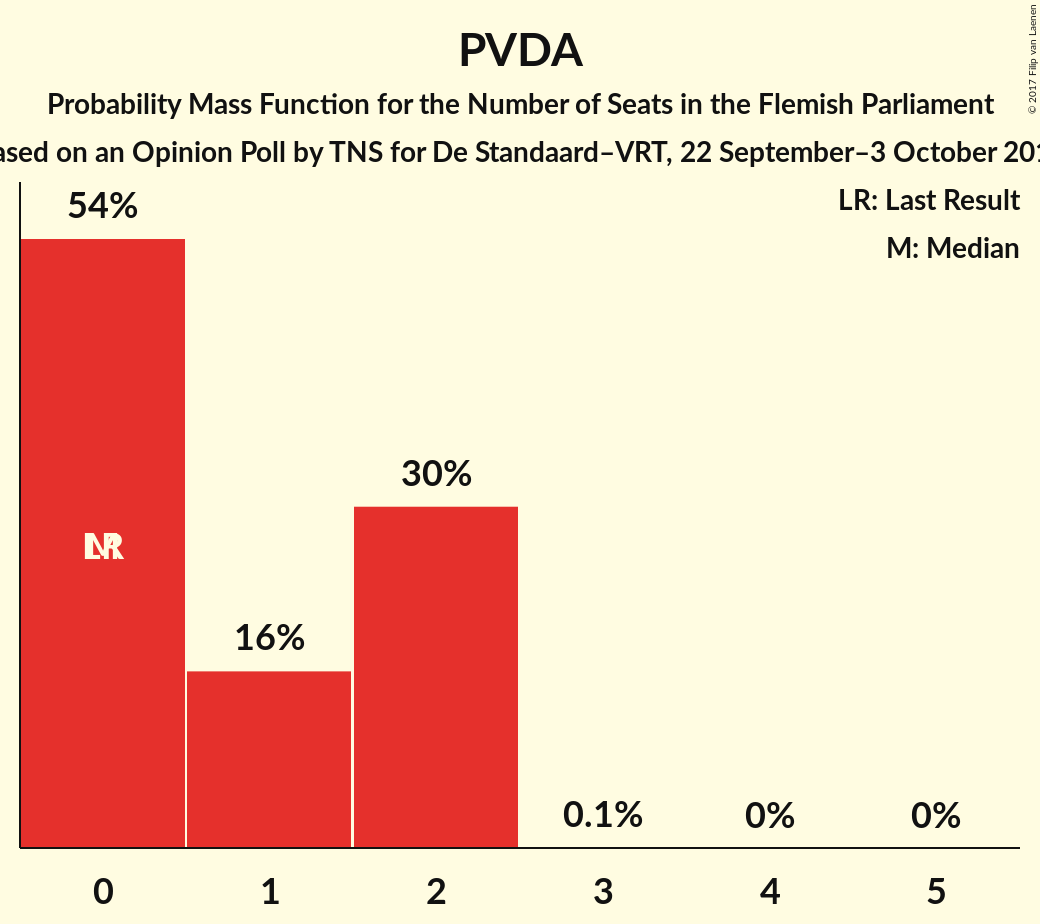 PVDA
Probability Mass Function for the Number of Seats in the Flemish Parliament
ased on an Opinion Poll by TNS for De Standaard–VRT, 22 September–3 October 201
LR: Last Result
M: Median
54%
30%
16%
0.1%
0%
0%
LR
M
0
1
2
3
4
5
© 2017 Filip van Laenen